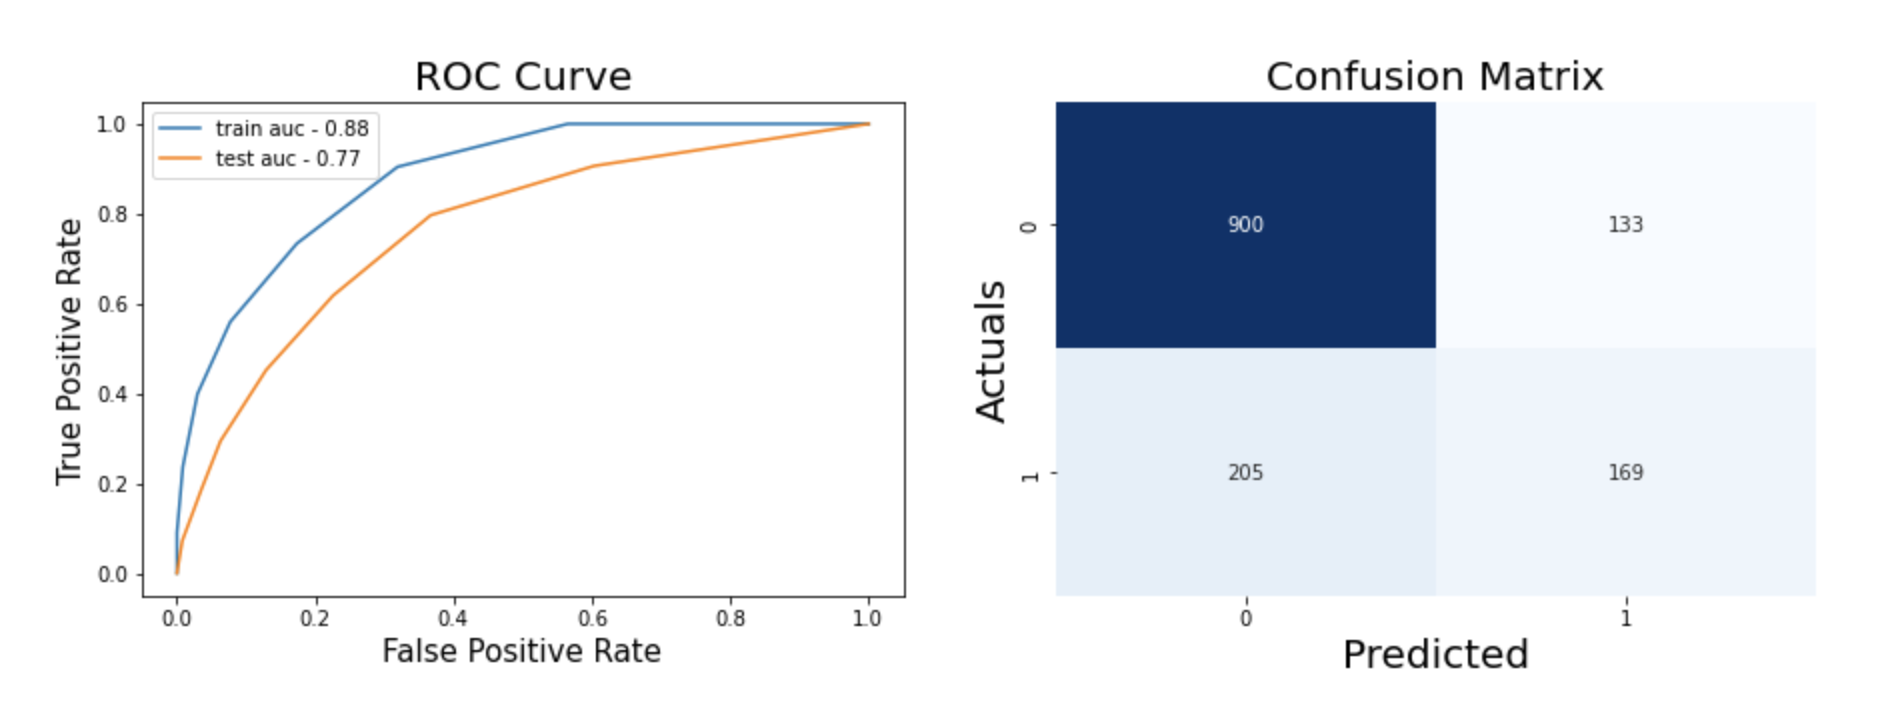 ROC Curve
train auc - 0.88
test auc - 0.77
1.0
0.8
0.6
0.4
0.2
0.0
True Positive Rate
0.0 0.2 0.4 0.6 0.8 1.0
False Positive Rate
Confusion Matrix
Actuals
0
900 133
1
205 169
0 1
Predicted